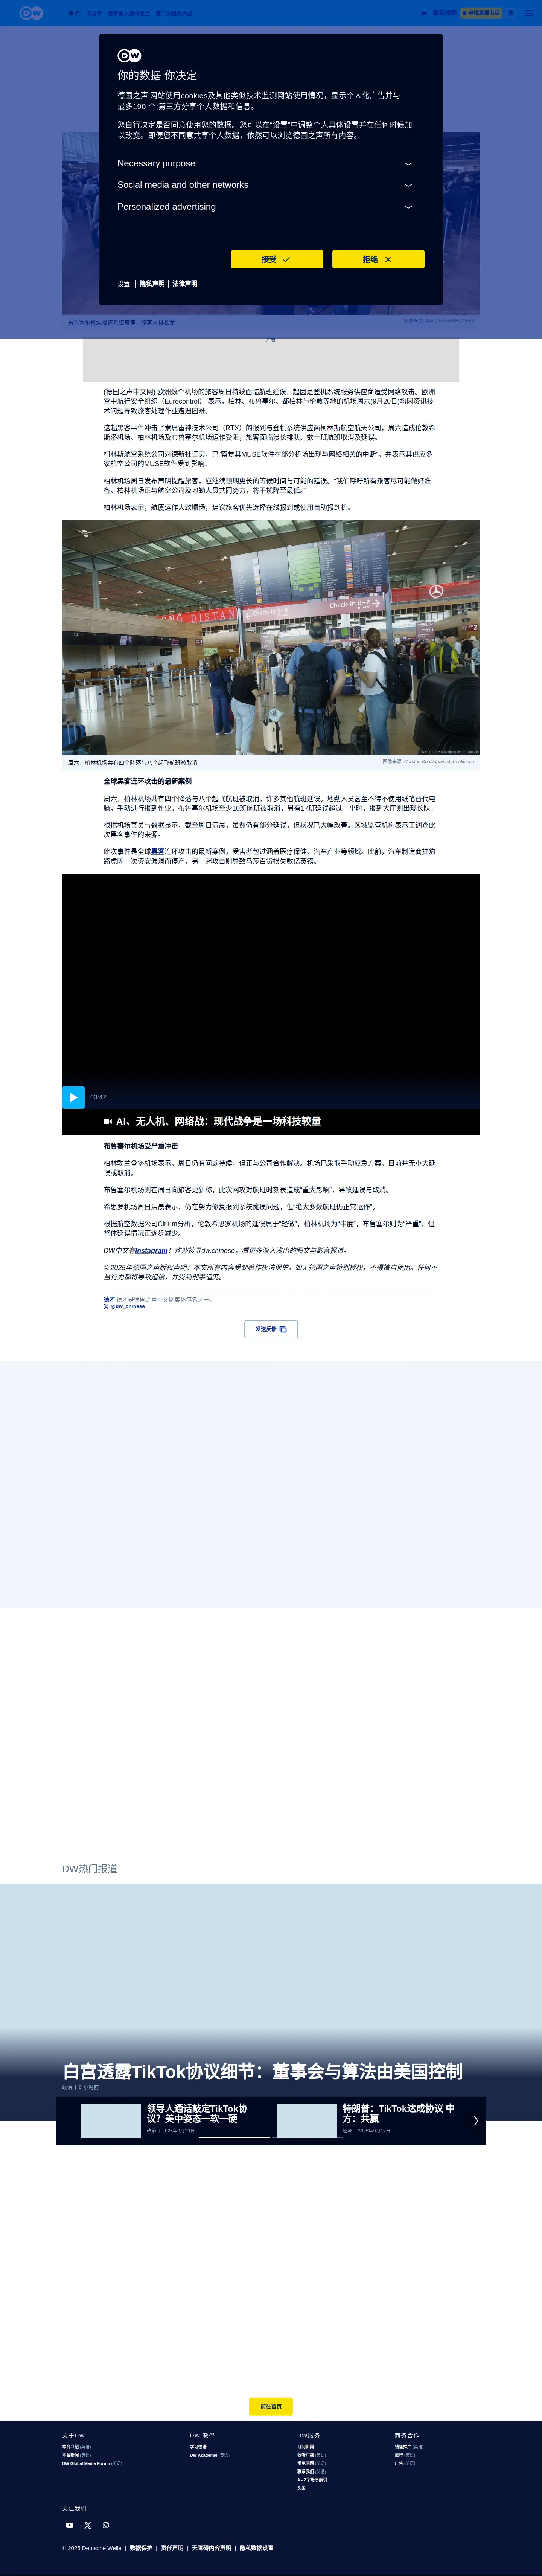 DW
最新视频
电视直播节目
DW
你的数据 你决定
德国之声'网站使用cookies及其他类似技术监测网站使用情况，显示个人化广告并与
最多190 个;第三方分享个人数据和信息。
您自行决定是否同意使用您的数据。您可以在“设置”中调整个人具体设置并在任何时候加
以改变。即便您不同意共享个人数据，依然可以浏览德国之声所有内容。
Necessary purpose
Social media and other networks
Personalized advertising
接受
拒绝
设置 | 隐私声明 | 法律声明
布鲁塞尔机场报道系统瘫痪，旅客大排长龙
广告
(德国之声中文网) 欧洲数个机场的旅客周日持续面临航班延误，起因是登机系统服务供应商遭受网络攻击。欧洲
空中航行安全组织（Eurocontrol） 表示，柏林、布鲁塞尔、都柏林与伦敦等地的机场周六(9月20日)均因资讯技
术问题导致旅客处理作业遭遇困难。
这起黑客事件冲击了隶属雷神技术公司（RTX）的报到与登机系统供应商柯林斯航空航天公司，周六造成伦敦希
斯洛机场、柏林机场及布鲁塞尔机场运作受阻，旅客面临漫长排队、数十班航班取消及延误。
柯林斯航空系统公司对德新社证实，已“察觉其MUSE软件在部分机场出现与网络相关的中断”，并表示其供应多
家航空公司的MUSE软件受到影响。
柏林机场周日发布声明提醒旅客，应继续预期更长的等候时间与可能的延误。“我们呼吁所有乘客尽可能做好准
备。柏林机场正与航空公司及地勤人员共同努力，将干扰降至最低。”
柏林机场表示，航厦运作大致顺畅，建议旅客优先选择在线报到或使用自助报到机。
Check-in 2-6
Check-in 0-2
© Carsten Koall/dpa/picture alliance
周六，柏林机场共有四个降落与八个起飞航班被取消
图像来源: Carsten Koall/dpa/picture alliance
全球黑客连环攻击的最新案例
周六，柏林机场共有四个降落与八个起飞航班被取消，许多其他航班延误。地勤人员甚至不得不使用纸笔替代电
脑，手动进行报到作业。布鲁塞尔机场至少10班航班被取消，另有17班延误超过一小时，报到大厅则出现长队。
根据机场官员与数据显示，截至周日清晨，虽然仍有部分延误，但状况已大幅改善。区域监管机构表示正调查此
次黑客事件的来源。
此次事件是全球黑客连环攻击的最新案例，受害者包过涵盖医疗保健、汽车产业等领域。此前，汽车制造商捷豹
路虎因一次资安漏洞而停产，另一起攻击则导致马莎百货损失数亿英镑。
03:42
AI、无人机、网络战：现代战争是一场科技较量
布鲁塞尔机场受严重冲击
柏林勃兰登堡机场表示，周日仍有问题持续，但正与公司合作解决。机场已采取手动应急方案，目前并无重大延
误或取消。
布鲁塞尔机场则在周日向旅客更新称，此次网攻对航班时刻表造成“重大影响”，导致延误与取消。
希思罗机场周日清晨表示，仍在努力修复报到系统瘫痪问题，但“绝大多数航班仍正常运作”。
根据航空数据公司Cirium分析，伦敦希思罗机场的延误属于“轻微”，柏林机场为“中度”，布鲁塞尔则为“严重”，但
整体延误情况正逐步减少。
DW中文有Instagram！欢迎搜寻dw.chinese，看更多深入浅出的图文与影音报道。
© 2025年德国之声版权声明：本文所有内容受到著作权法保护，如无德国之声特别授权，不得擅自使用。任何不
当行为都将导致追偿，并受到刑事追究。
德才 德才是德国之声中文网集体笔名之一。
@dw_chinese
发送反馈
DW热门报道
白宫透露TikTok协议细节：董事会与算法由美国控制
政治 | 8 小时前
领导人通话敲定TikTok协
议？美中姿态一软一硬
政治 | 2025年9月20日
特朗普：TikTok达成协议 中
方：共赢
经济 | 2025年9月17日
前往首页
关于DW
本台介绍 (英语)
本台新闻 (英语)
DW Global Media Forum (英语)
DW 教學
学习德语
DW Akademie (英语)
DW服务
订阅新闻
收听广播 (英语)
常见问题 (英语)
联系我们 (英语)
A - Z字母序索引
头条
商务合作
销售推广 (英语)
旅行 (英语)
广告 (英语)
关注我们
© 2025 Deutsche Welle | 数据保护 | 责任声明 | 无障碍内容声明 | 隐私数据设置